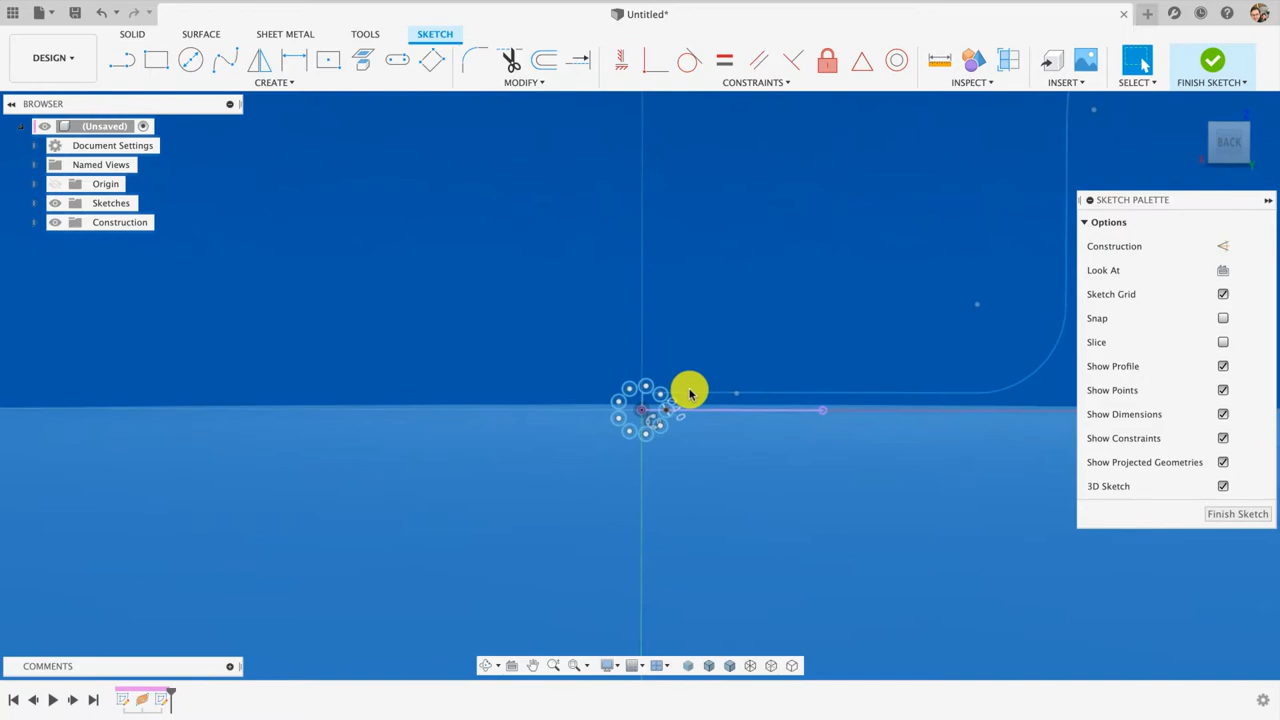 Untitled*
DESIGN
SOLID
SURFACE
SHEET METAL
TOOLS
SKETCH
CREATE
MODIFY
CONSTRAINTS
INSPECT
INSERT
SELECT
FINISH SKETCH
BROWSER
(Unsaved)
Document Settings
Named Views
Origin
Sketches
Construction
BACK
SKETCH PALETTE
Options
Construction
Look At
Sketch Grid
Snap
Slice
Show Profile
Show Points
Show Dimensions
Show Constraints
Show Projected Geometries
3D Sketch
Finish Sketch
COMMENTS